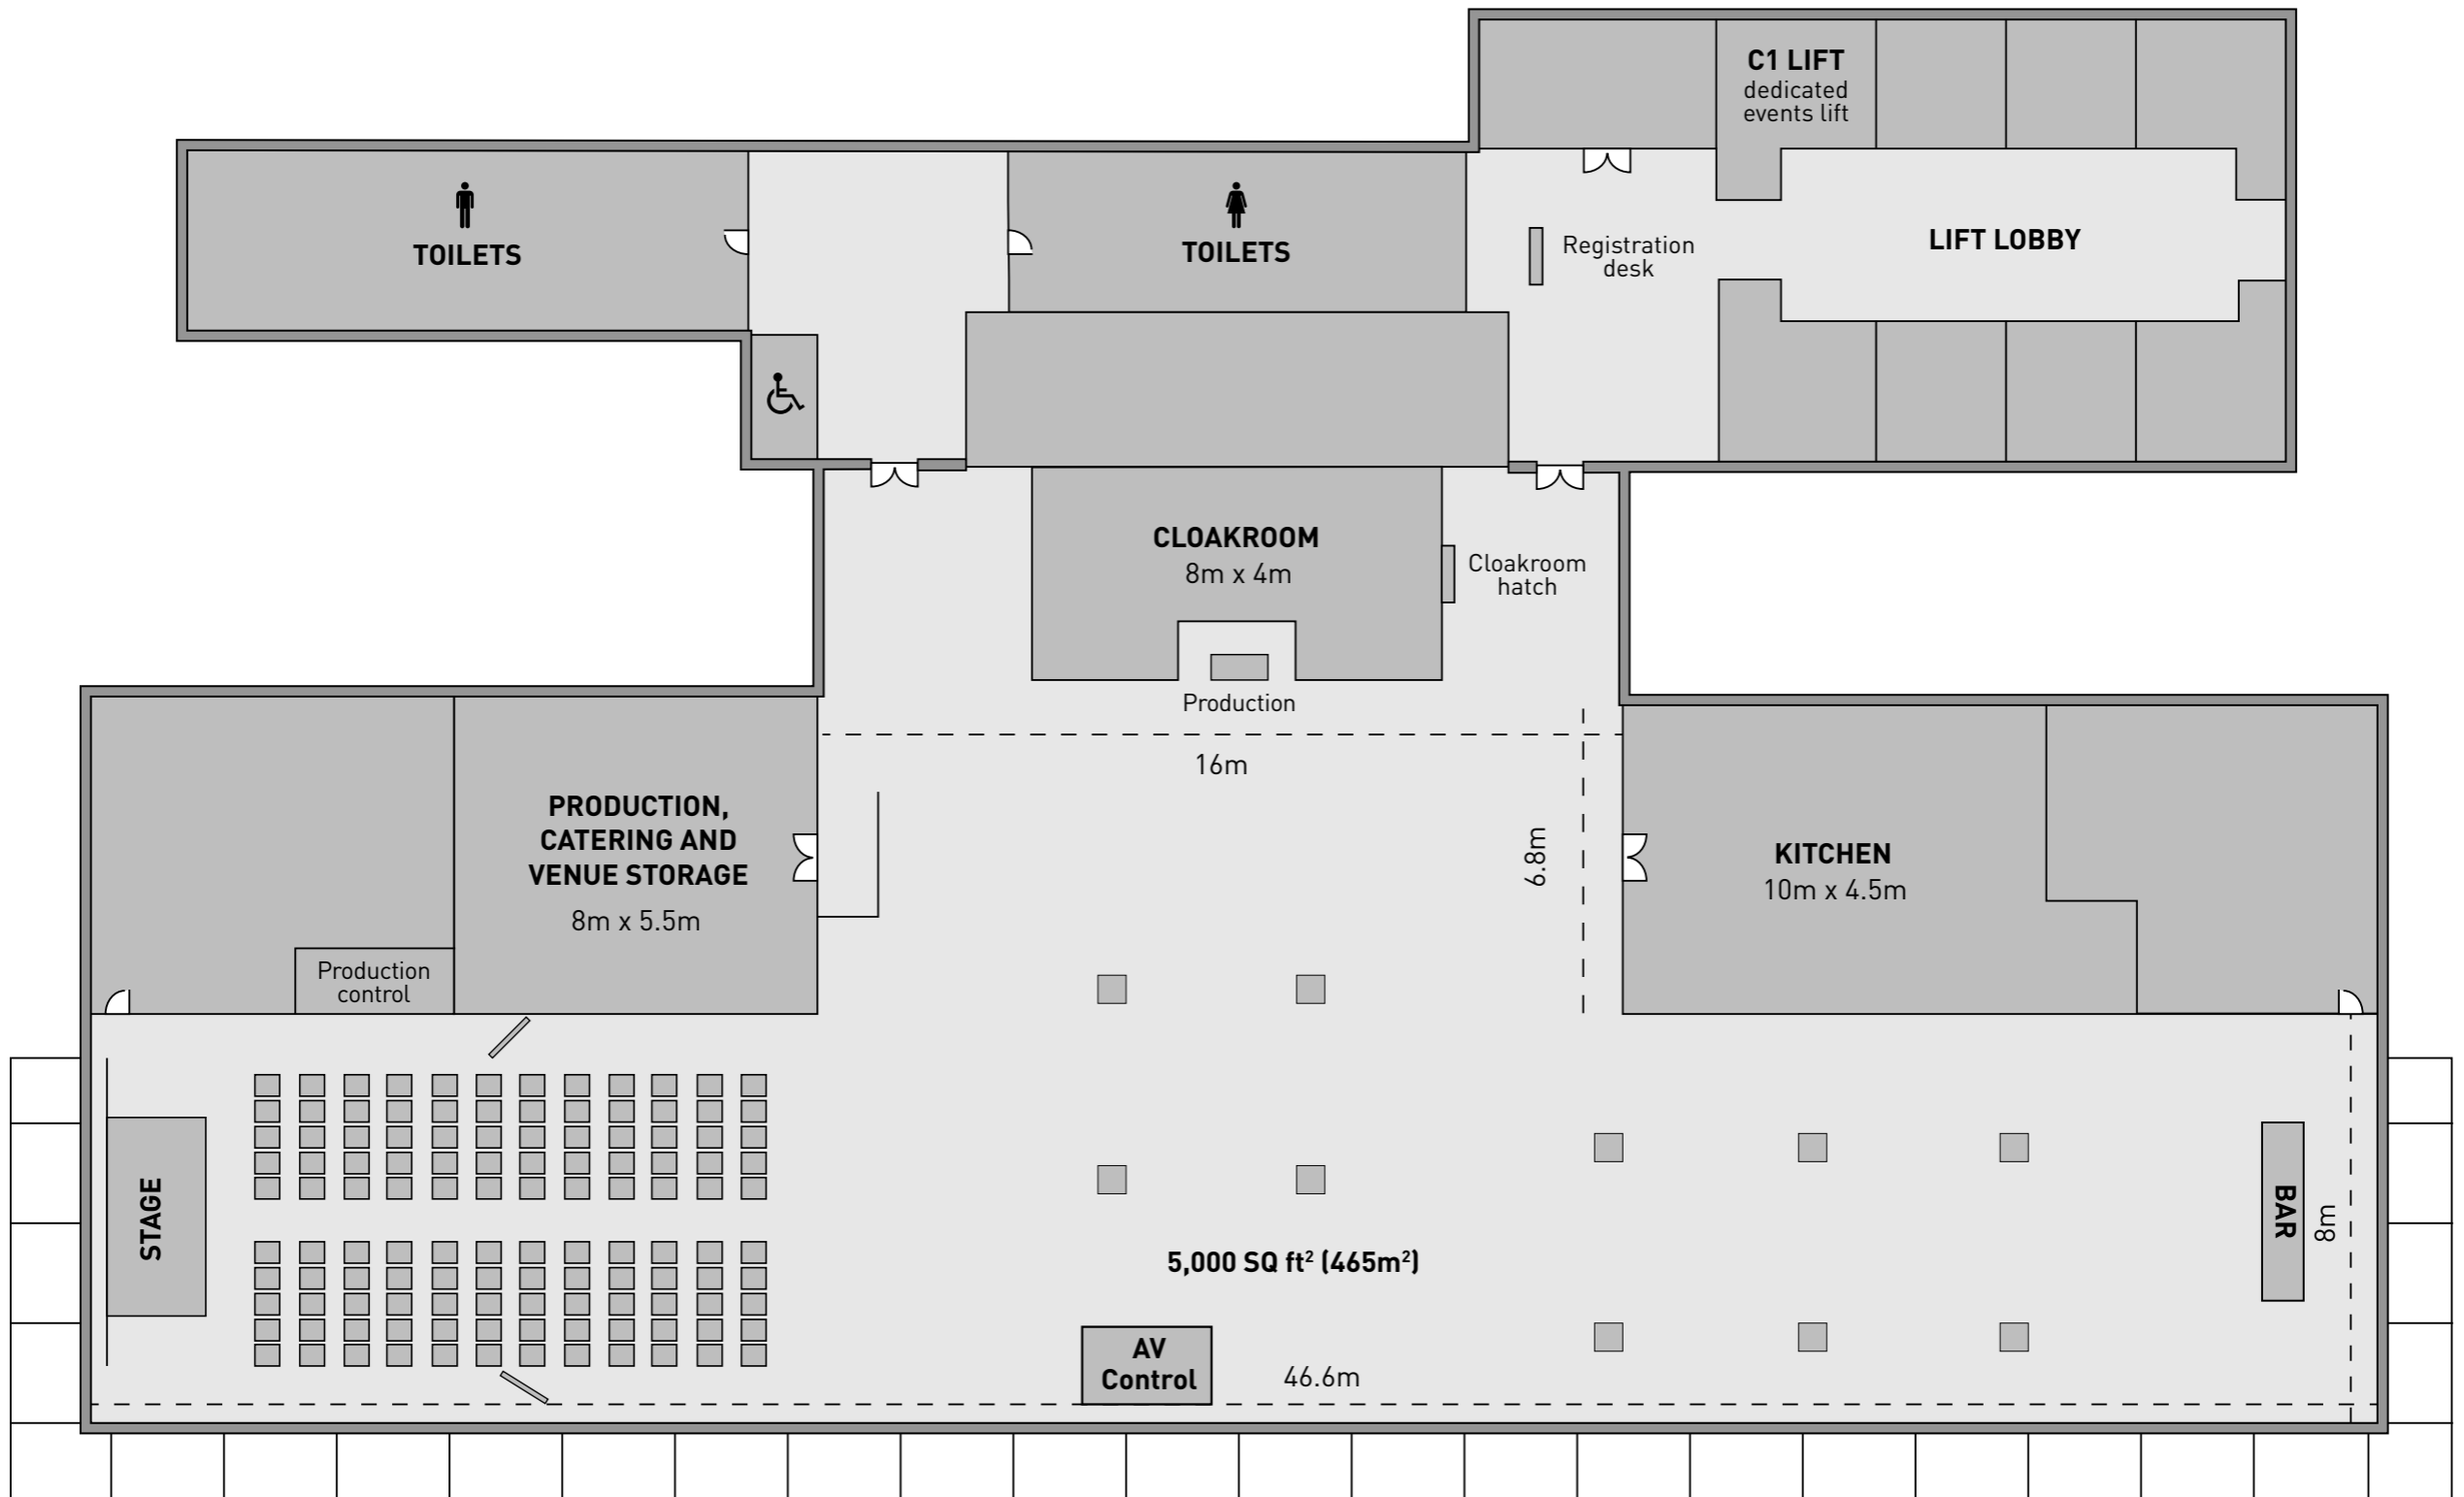 C1 LIFT
dedicated
events lift
TOILETS
TOILETS
Registration
desk
LIFT LOBBY
CLOAKROOM
8m x 4m
Cloakroom
hatch
Production
16m
PRODUCTION,
CATERING AND
VENUE STORAGE
8m x 5.5m
6.8m
KITCHEN
10m x 4.5m
Production
control
STAGE
BAR
8m
5,000 SQ ft² (465m²)
AV
Control
46.6m